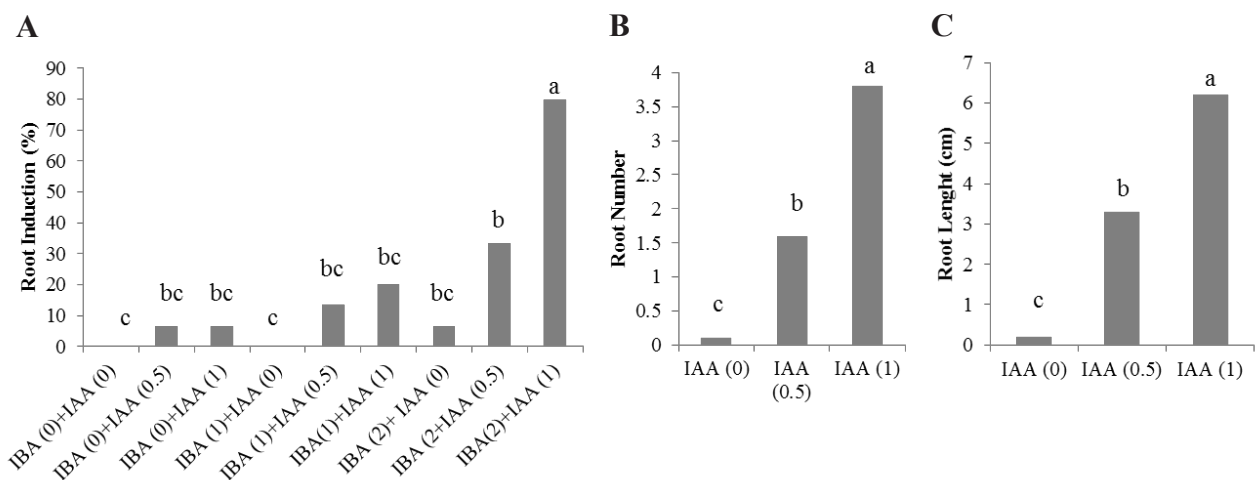 A
Root Induction (%)
90
80
70
60
50
40
30
20
10
0
c
bc
bc
c
bc
bc
bc
b
a
IBA (0)+IAA (0)
IBA (0)+IAA (0.5)
IBA (0)+IAA (1)
IBA (1)+IAA (0)
IBA (1)+IAA (0.5)
IBA(1)+IAA (1)
IBA (2)+ IAA (0)
IBA (2+IAA (0.5)
IBA(2)+IAA (1)
B
Root Number
4
3.5
3
2.5
2
1.5
1
0.5
0
c
b
a
IAA (0)
IAA
(0.5)
IAA (1)
C
Root Lenght (cm)
7
6
5
4
3
2
1
0
c
b
a
IAA (0)
IAA (0.5)
IAA (1)